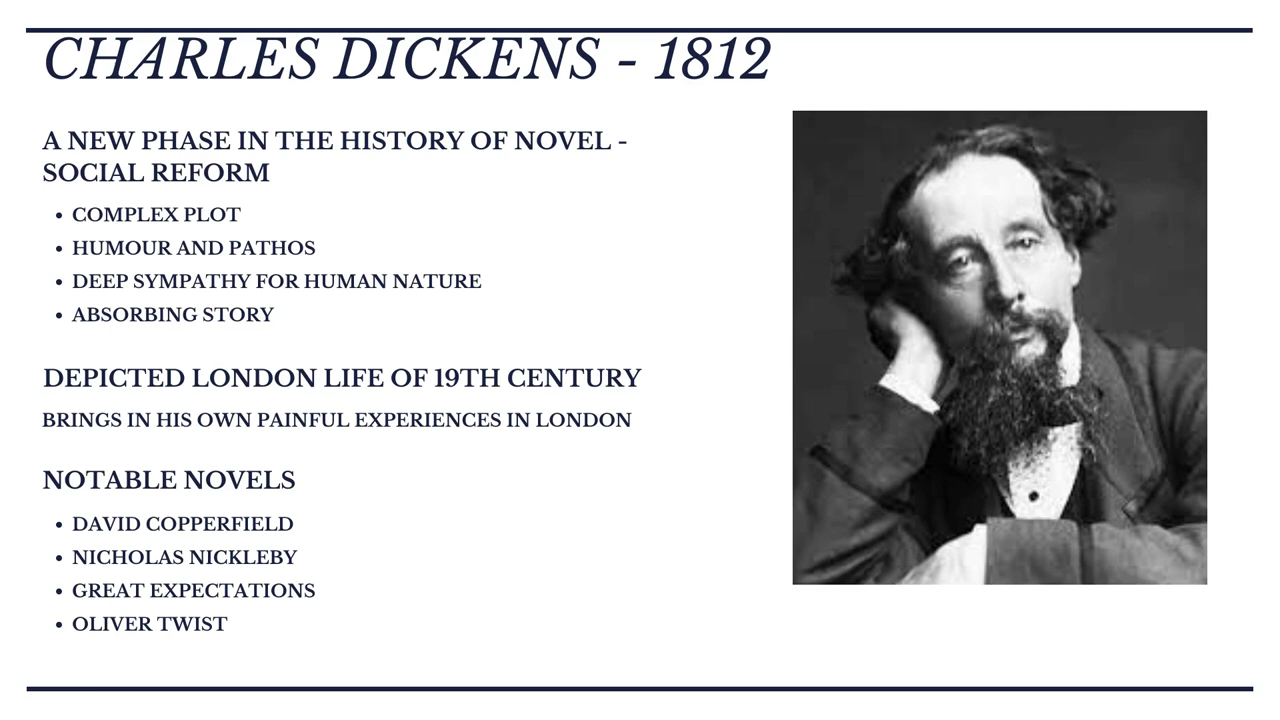 CHARLES DICKENS - 1812
A NEW PHASE IN THE HISTORY OF NOVEL -
SOCIAL REFORM
• COMPLEX PLOT
• HUMOUR AND PATHOS
• DEEP SYMPATHY FOR HUMAN NATURE
• ABSORBING STORY
DEPICTED LONDON LIFE OF 19TH CENTURY
BRINGS IN HIS OWN PAINFUL EXPERIENCES IN LONDON
NOTABLE NOVELS
• DAVID COPPERFIELD
• NICHOLAS NICKLEBY
• GREAT EXPECTATIONS
• OLIVER TWIST